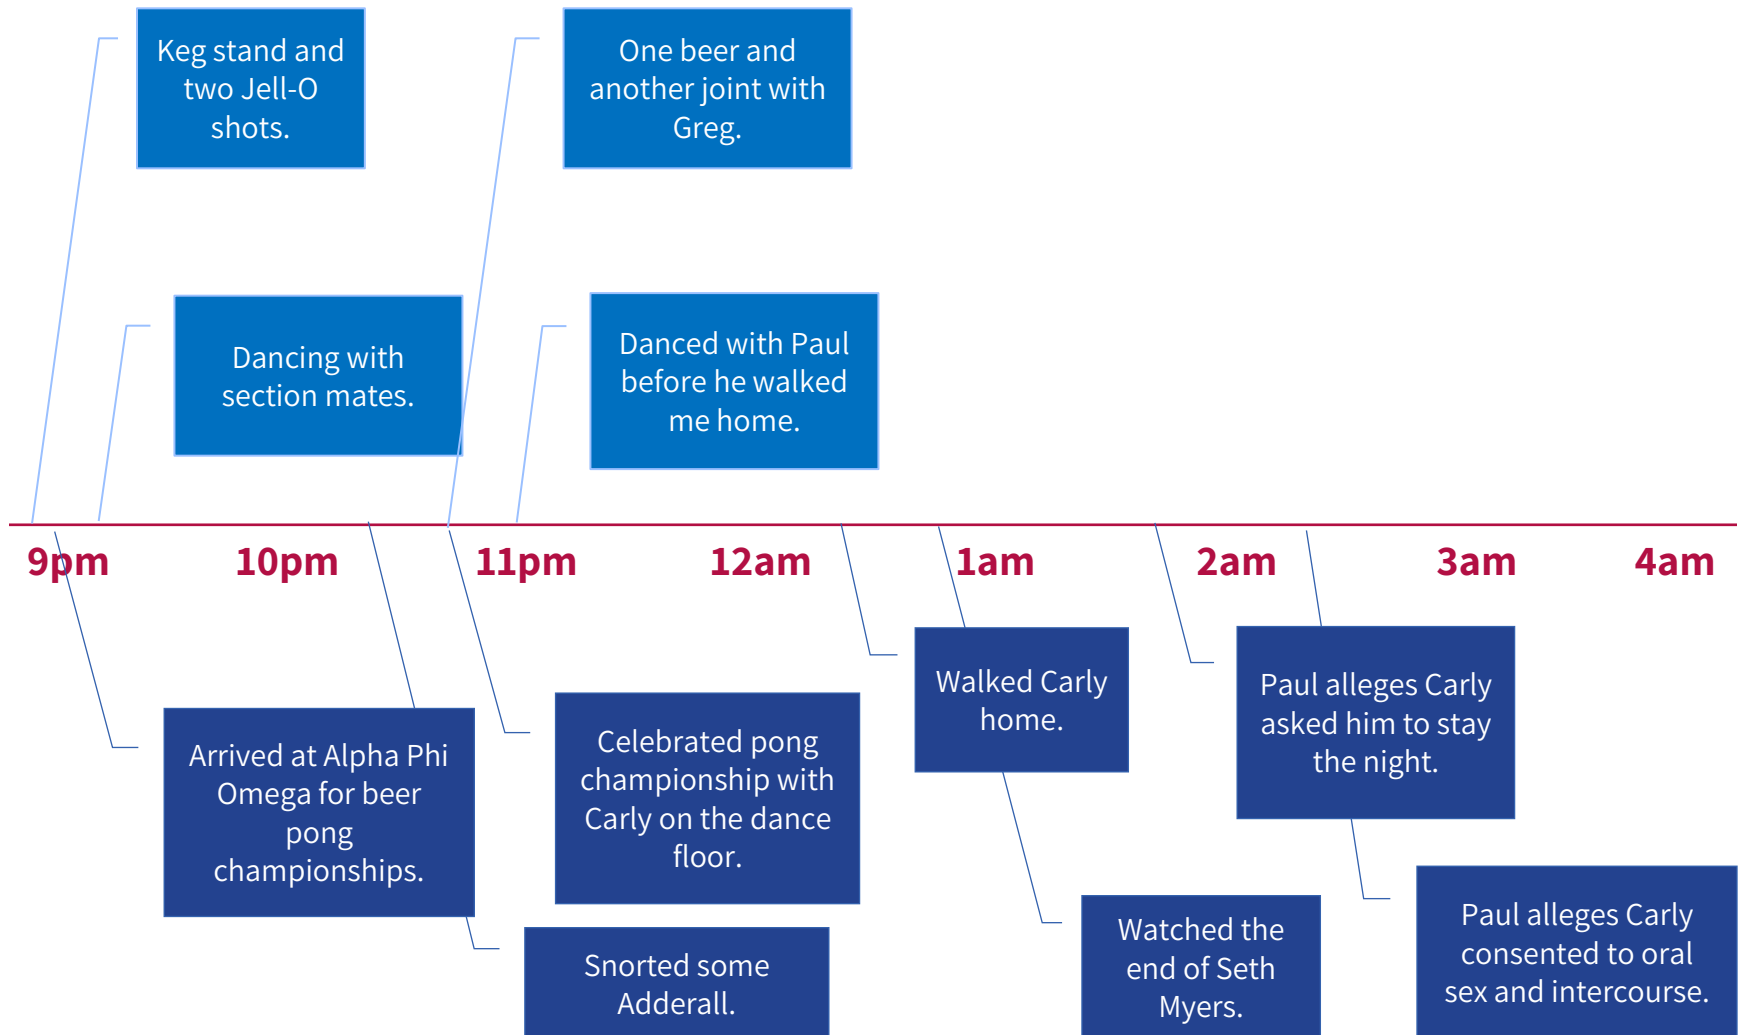 Keg stand and
two Jell-O
shots.
One beer and
another joint with
Greg.
Dancing with
section mates.
Danced with Paul
before he walked
me home.
9pm
10pm
11pm
12am
1am
2am
3am
4am
Arrived at Alpha Phi
Omega for beer
pong
championships.
Celebrated pong
championship with
Carly on the dance
floor.
Snorted some
Adderall.
Walked Carly
home.
Watched the
end of Seth
Myers.
Paul alleges Carly
asked him to stay
the night.
Paul alleges Carly
consented to oral
sex and intercourse.